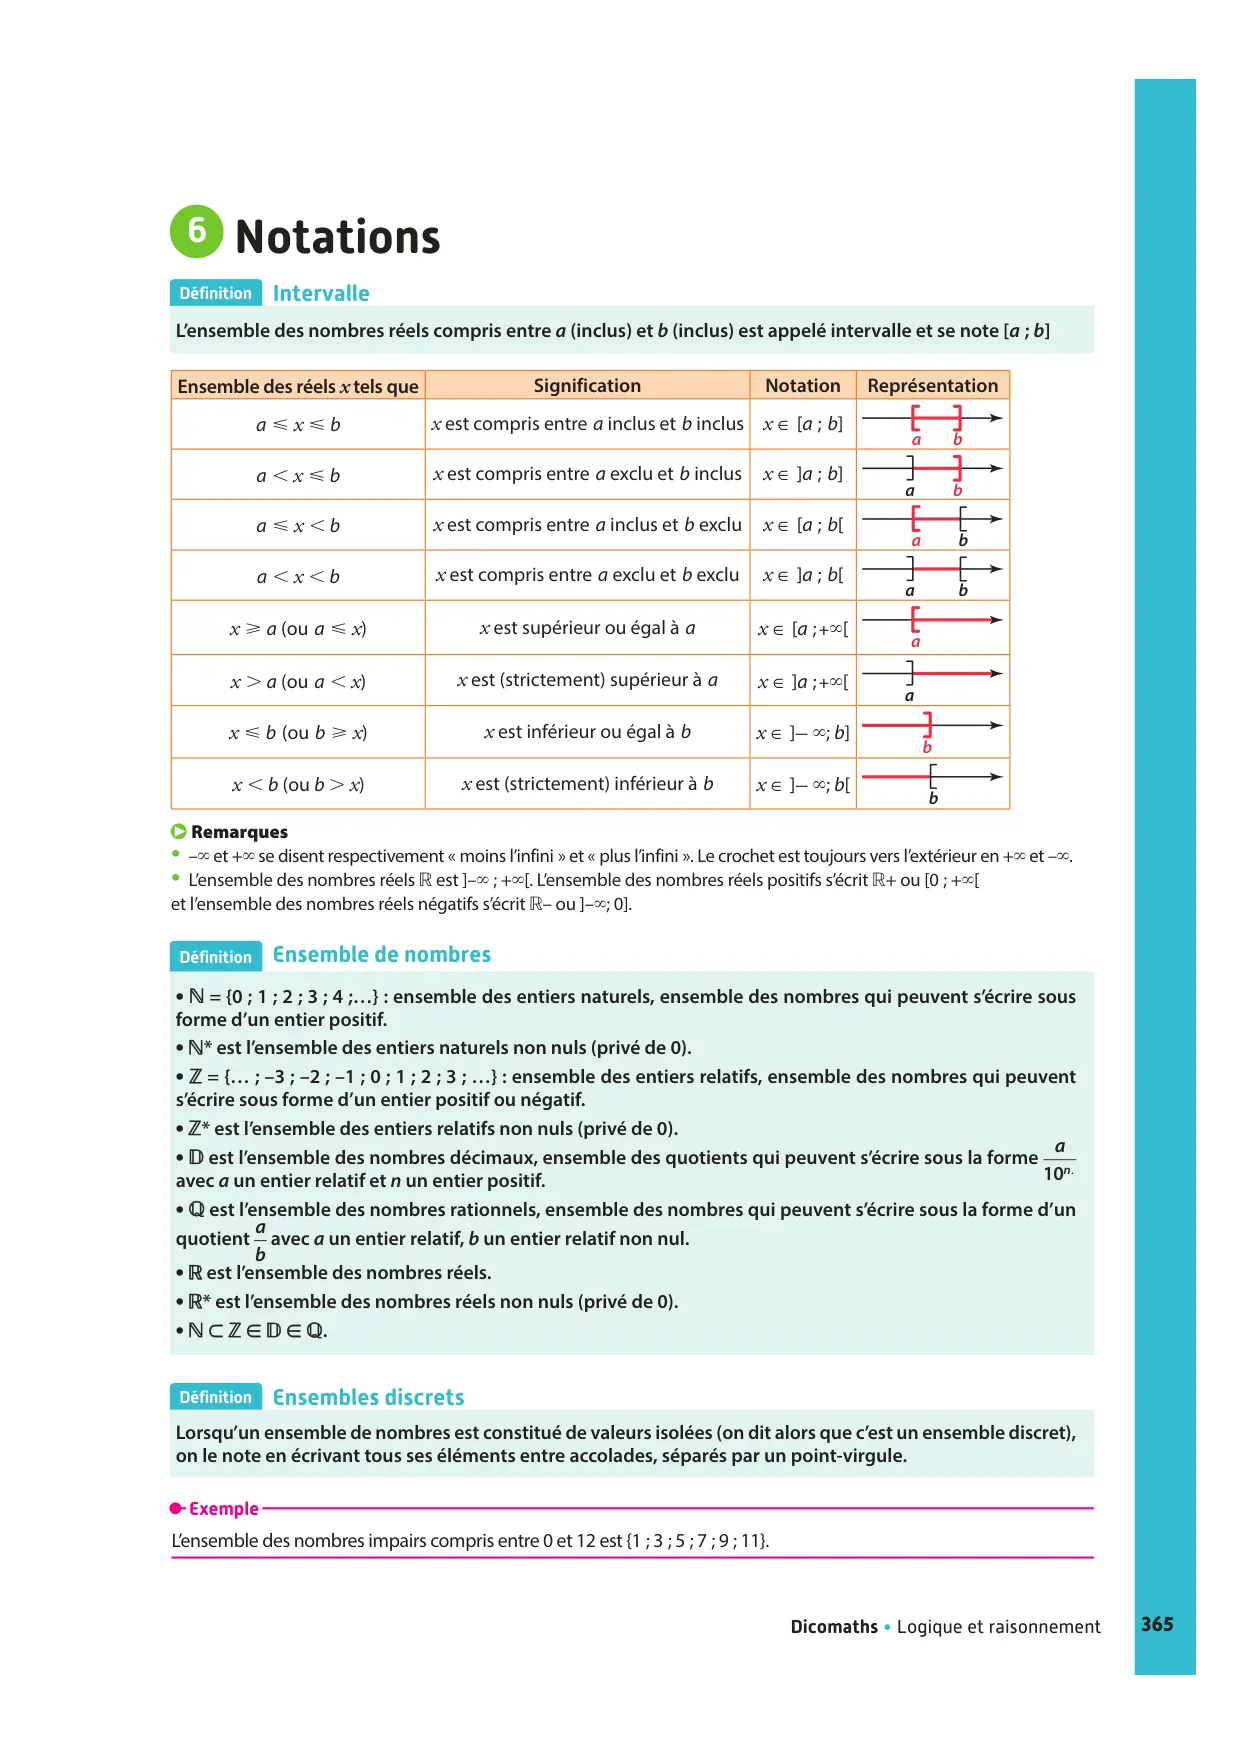 6 Notations
Définition Intervalle
L’ensemble des nombres réels compris entre a (inclus) et b (inclus) est appelé intervalle et se note [a ; b]
Ensemble des réels x tels que Signification Notation Représentation
a ⩽ x ⩽ b x est compris entre a inclus et b inclus x ∈ [a ; b] a b
a < x ⩽ b x est compris entre a exclu et b inclus x ∈ ]a ; b] a b
a ⩽ x < b x est compris entre a inclus et b exclu x ∈ [a ; b[ a b
a < x < b x est compris entre a exclu et b exclu x ∈ ]a ; b[ a b
x ⩾ a (ou a ⩽ x) x est supérieur ou égal à a x ∈ [a ;+∞[ a
x > a (ou a < x) x est (strictement) supérieur à a x ∈ ]a ;+∞[ a
x ⩽ b (ou b ⩾ x) x est inférieur ou égal à b x ∈ ]– ∞; b] b
x < b (ou b > x) x est (strictement) inférieur à b x ∈ ]– ∞; b[ b
Remarques
• –∞ et +∞ se disent respectivement « moins l’infini » et « plus l’infini ». Le crochet est toujours vers l’extérieur en +∞ et –∞.
• L’ensemble des nombres réels ℝ est ]–∞ ; +∞[. L’ensemble des nombres réels positifs s’écrit ℝ+ ou [0 ; +∞[
et l’ensemble des nombres réels négatifs s’écrit ℝ– ou ]–∞; 0].
Définition Ensemble de nombres
• ℕ = {0 ; 1 ; 2 ; 3 ; 4 ;…} : ensemble des entiers naturels, ensemble des nombres qui peuvent s’écrire sous
forme d’un entier positif.
• ℕ* est l’ensemble des entiers naturels non nuls (privé de 0).
• ℤ = {… ; –3 ; –2 ; –1 ; 0 ; 1 ; 2 ; 3 ; …} : ensemble des entiers relatifs, ensemble des nombres qui peuvent
s’écrire sous forme d’un entier positif ou négatif.
• ℤ* est l’ensemble des entiers relatifs non nuls (privé de 0).
• 𝔻 est l’ensemble des nombres décimaux, ensemble des quotients qui peuvent s’écrire sous la forme a/10ⁿ.
avec a un entier relatif et n un entier positif.
• ℚ est l’ensemble des nombres rationnels, ensemble des nombres qui peuvent s’écrire sous la forme d’un
quotient a/b avec a un entier relatif, b un entier relatif non nul.
• ℝ est l’ensemble des nombres réels.
• ℝ* est l’ensemble des nombres réels non nuls (privé de 0).
• ℕ ⊂ ℤ ∈ 𝔻 ∈ ℚ.
Définition Ensembles discrets
Lorsqu’un ensemble de nombres est constitué de valeurs isolées (on dit alors que c’est un ensemble discret),
on le note en écrivant tous ses éléments entre accolades, séparés par un point-virgule.
Exemple
L’ensemble des nombres impairs compris entre 0 et 12 est {1 ; 3 ; 5 ; 7 ; 9 ; 11}.
Dicomaths • Logique et raisonnement 365